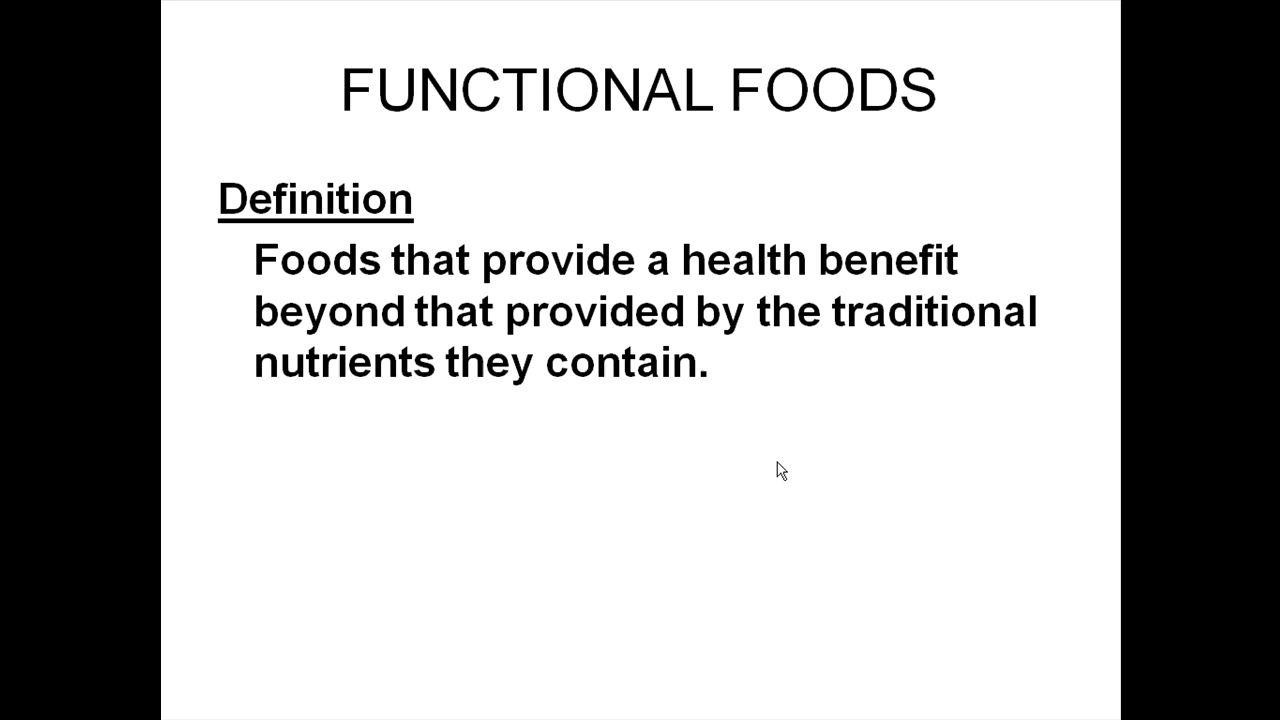 FUNCTIONAL FOODS
Definition
Foods that provide a health benefit
beyond that provided by the traditional
nutrients they contain.